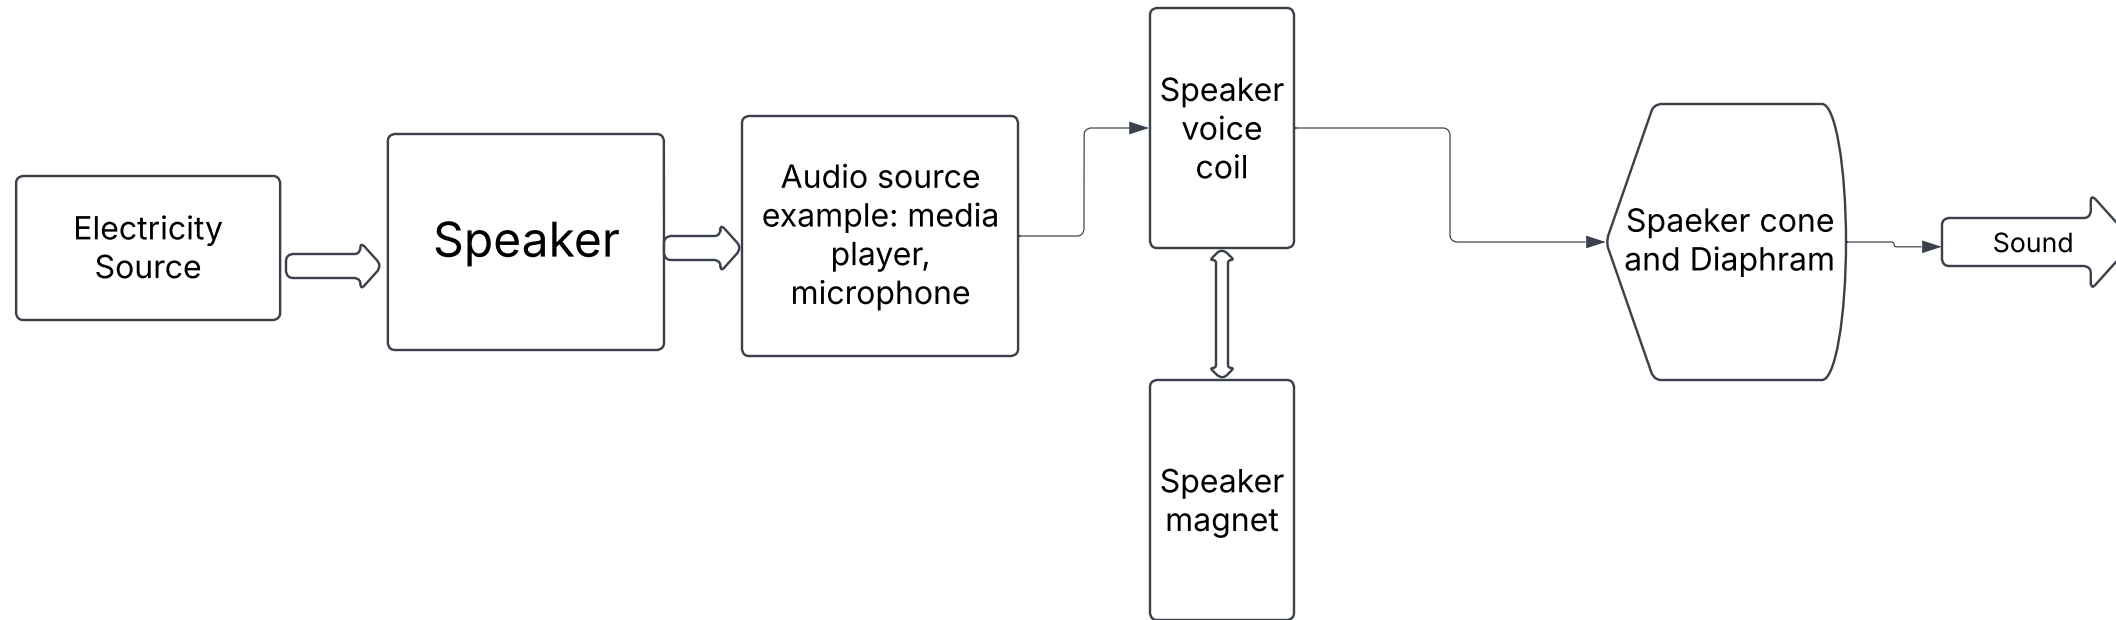 Electricity
Source
Speaker
Audio source
example: media
player,
microphone
Speaker
voice
coil
Speaker
magnet
Spaeker cone
and Diaphram
Sound